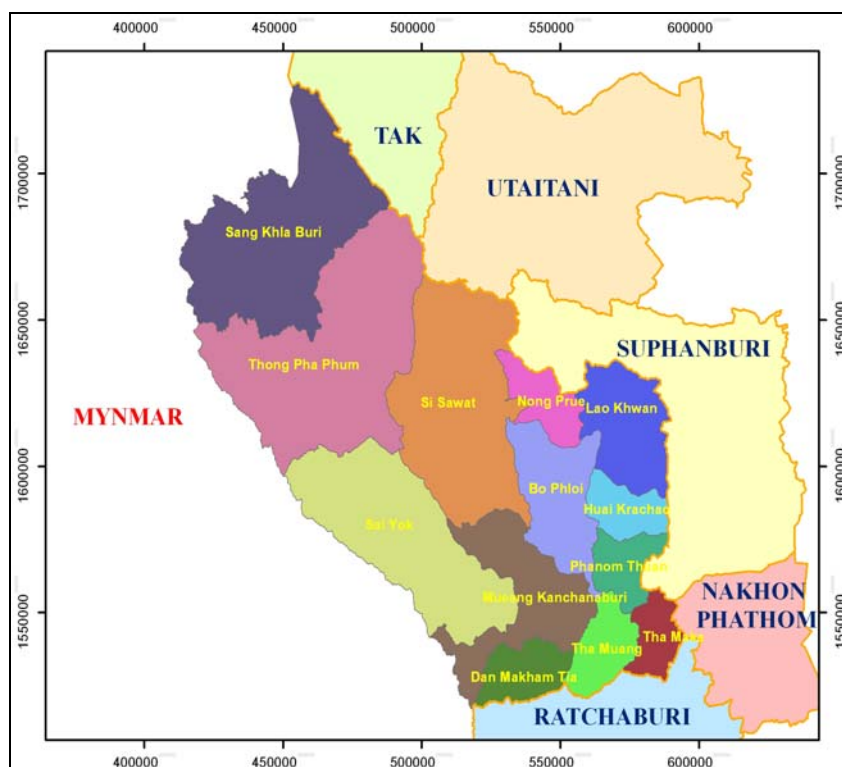 400000 450000 500000 550000 600000
TAK
UTAITANI
1700000
1700000
Sang Khla Buri
1650000
1650000
SUPHANBURI
Thong Pha Phum
Nong Prue
Si Sawat
Lao Khwan
MYNMAR
1600000
1600000
Bo Phloi
Huai Krachao
Sai Yok
Phanom Thuan
NAKHON
PHATHOM
Mueang Kanchanaburi
1550000
1550000
Tha Maka
Tha Muang
Dan Makham Tia
RATCHABURI
400000 450000 500000 550000 600000